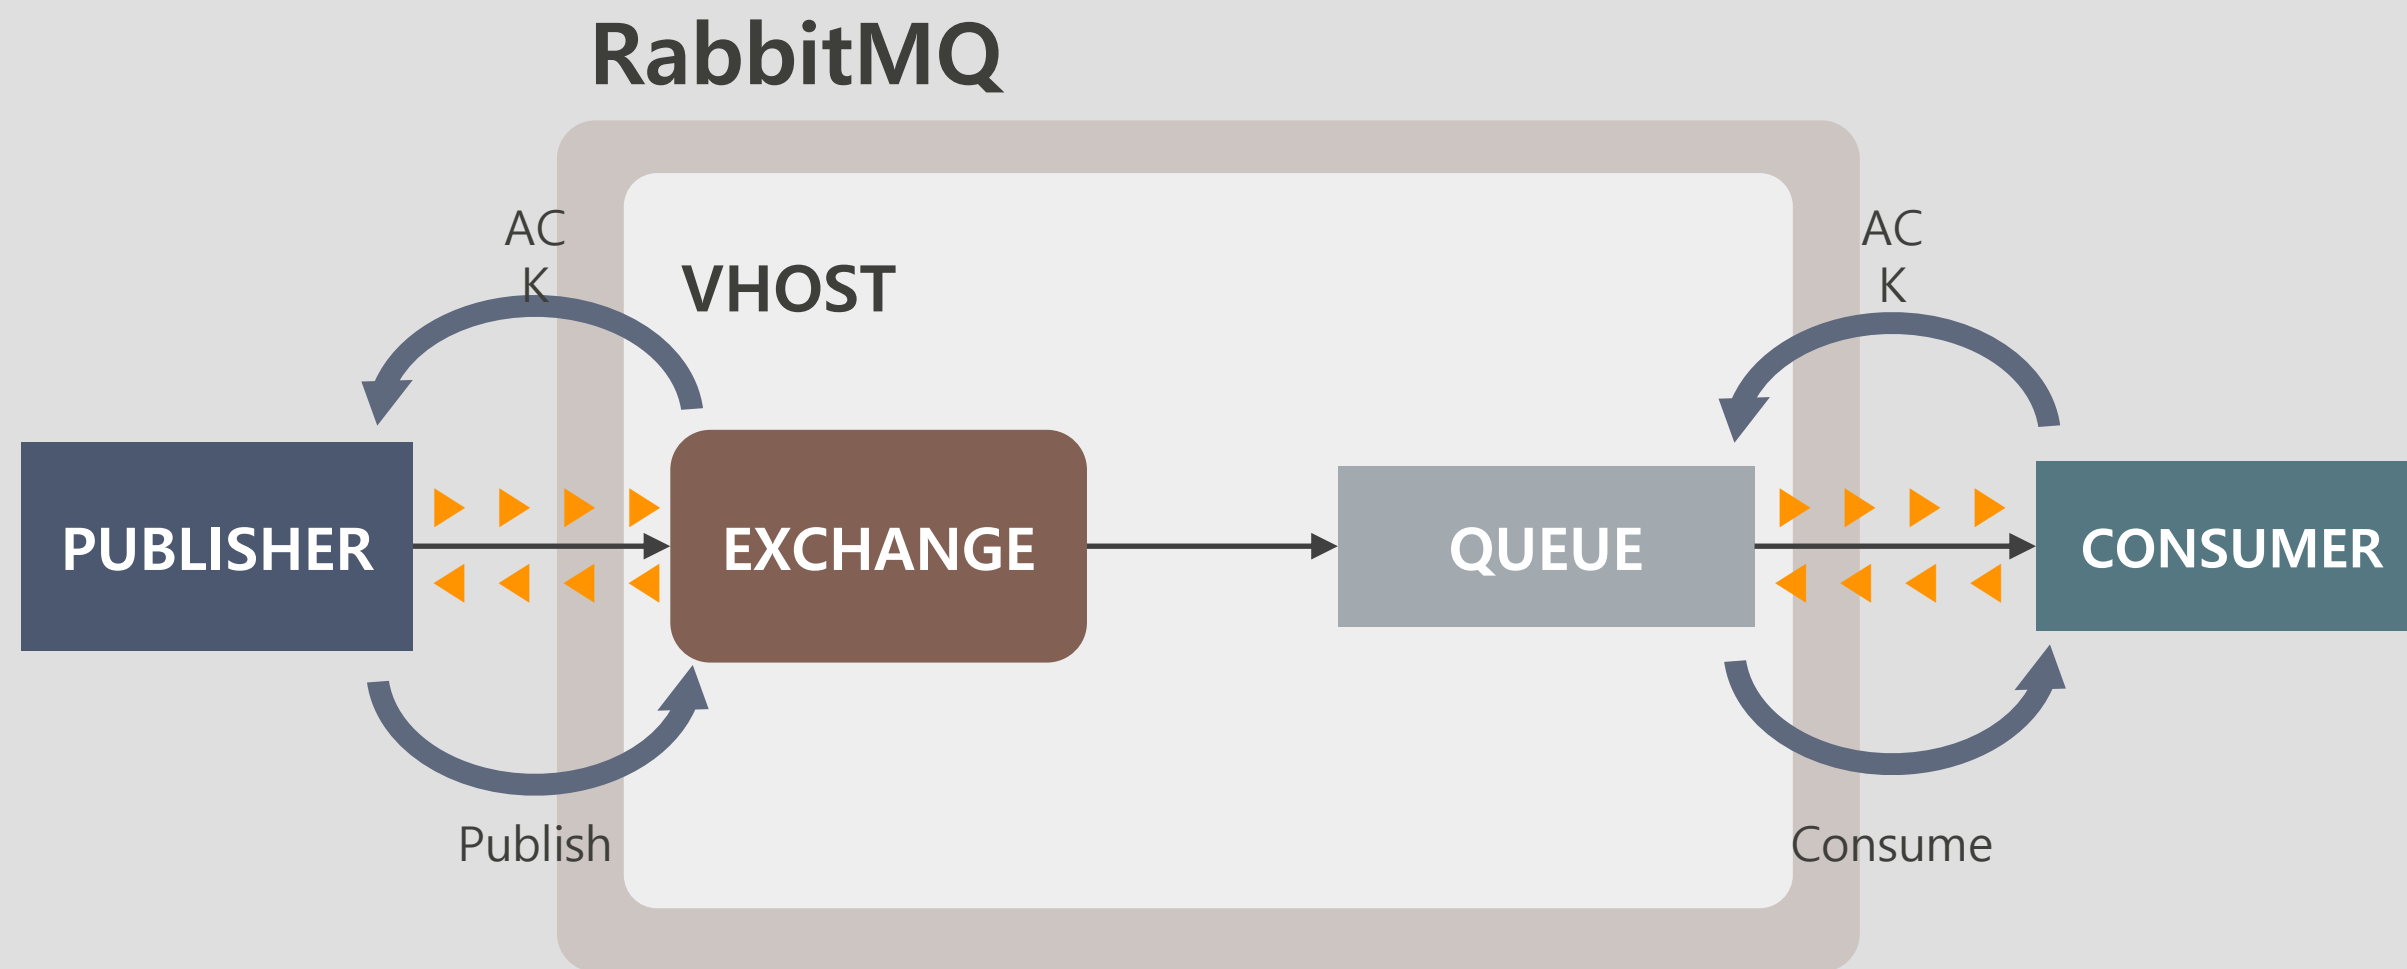 RabbitMQ
AC
K
AC
K
VHOST
PUBLISHER
EXCHANGE
QUEUE
CONSUMER
Publish
Consume